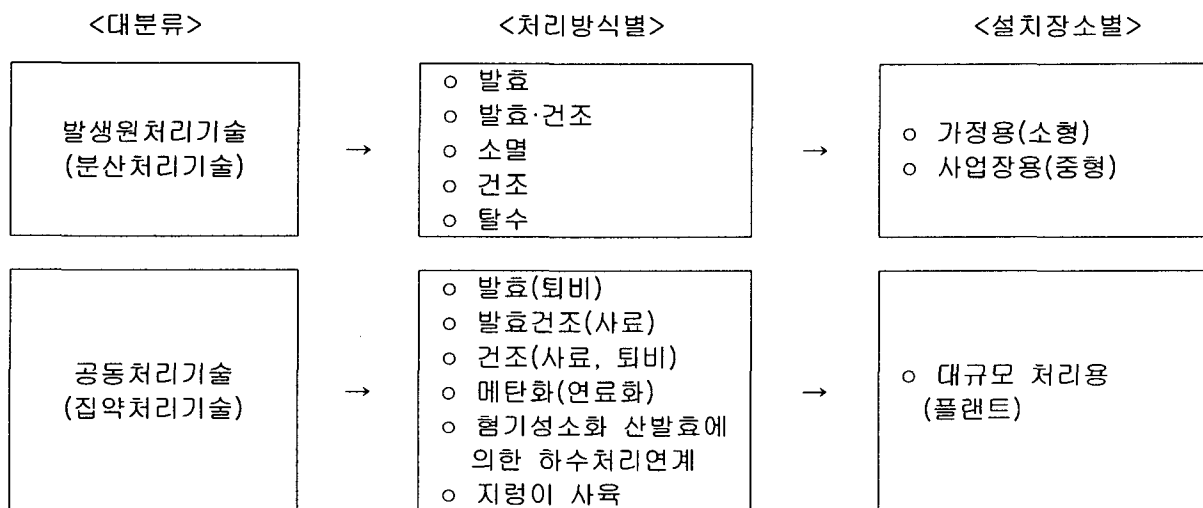 <대분류>
<처리방식별>
<설치장소별>
발생원처리기술
(분산처리기술)
→
○ 발효
○ 발효·건조
○ 소멸
○ 건조
○ 탈수
→
○ 가정용(소형)
○ 사업장용(중형)
공동처리기술
(집약처리기술)
→
○ 발효(퇴비)
○ 발효건조(사료)
○ 건조(사료, 퇴비)
○ 메탄화(연료화)
○ 혐기성소화 산발효에
의한 하수처리연계
○ 지렁이 사육
→
○ 대규모 처리용
(플랜트)